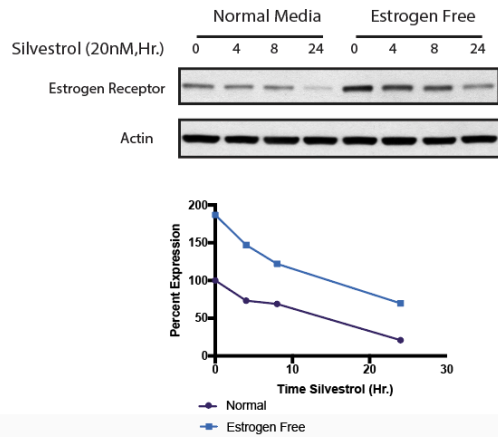 Normal Media Estrogen Free
Silvestrol (20nM,Hr.) 0 4 8 24 0 4 8 24
Estrogen Receptor
Actin
200
150
100
50
0
0 10 20 30
Percent Expression
Time Silvestrol (Hr.)
Normal
Estrogen Free